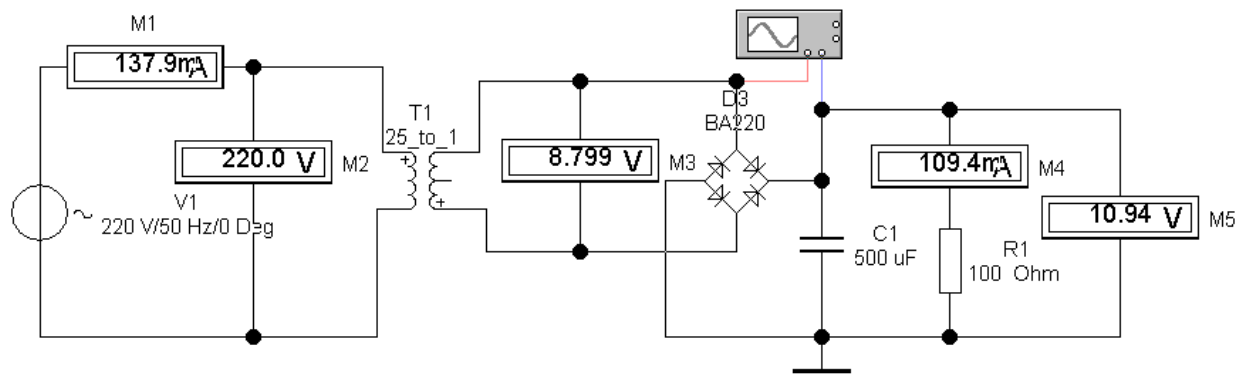 M1
137.9mA
220.0 V
M2
V1
220 V/50 Hz/0 Deg
T1
25_to_1
8.799 V
M3
D3
BA220
C1
500 uF
109.4mA
M4
R1
100 Ohm
10.94 V
M5